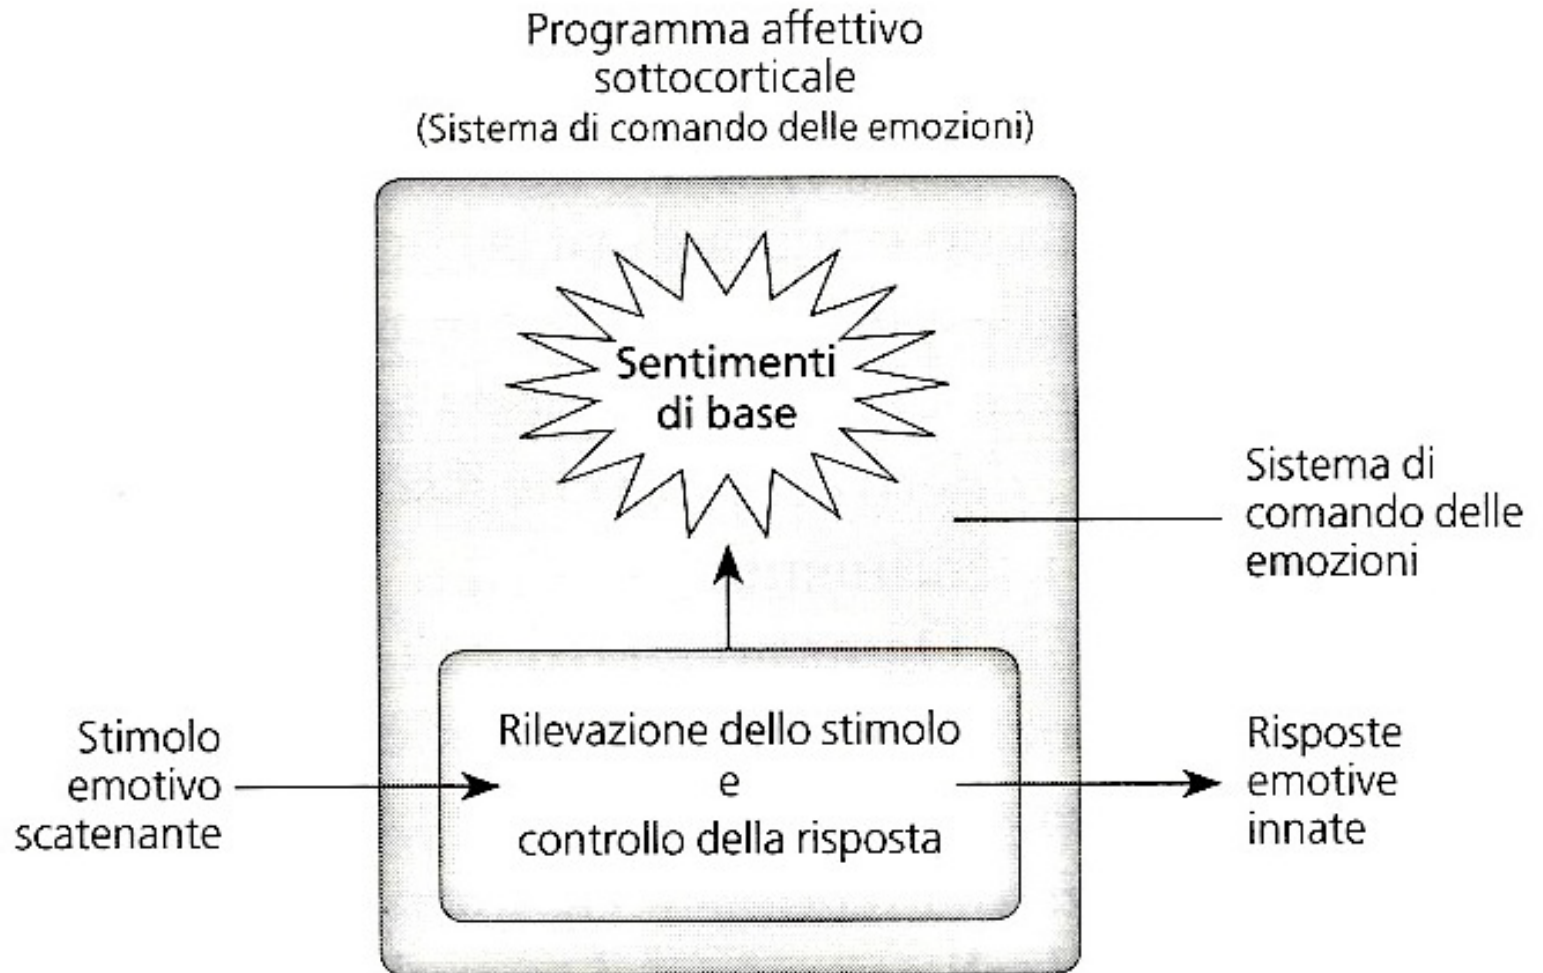 Programma affettivo
sottocorticale
(Sistema di comando delle emozioni)
Sentimenti
di base
Sistema di
comando delle
emozioni
Stimolo
emotivo
scatenante
Rilevazione dello stimolo
e
controllo della risposta
Risposte
emotive
innate